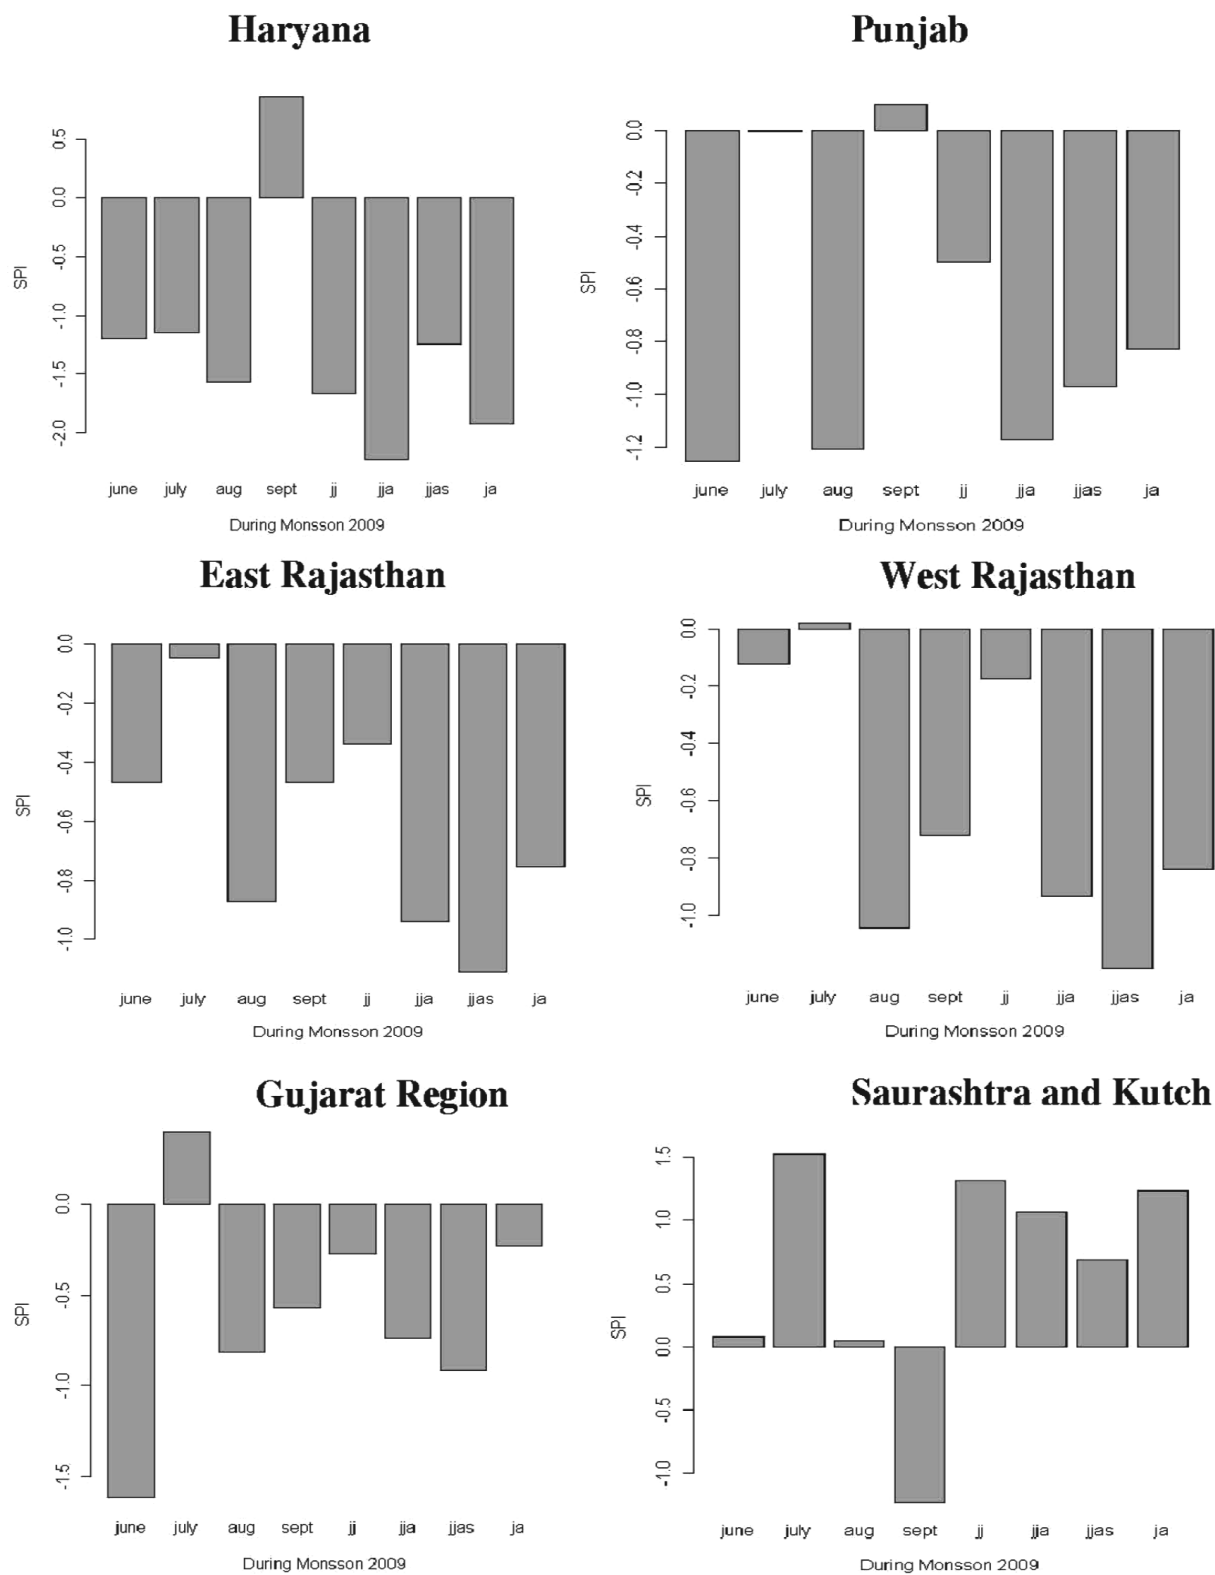 Haryana
SPI
0.5
0.0
-0.5
-1.0
-1.5
-2.0
june july aug sept jj jja jjas ja
During Monsson 2009
Punjab
SPI
0.0
-0.2
-0.4
-0.6
-0.8
-1.0
-1.2
june july aug sept jj jja jjas ja
During Monsson 2009
East Rajasthan
SPI
0.0
-0.2
-0.4
-0.6
-0.8
-1.0
june july aug sept jj jja jjas ja
During Monsson 2009
West Rajasthan
SPI
0.0
-0.2
-0.4
-0.6
-0.8
-1.0
june july aug sept jj jja jjas ja
During Monsson 2009
Gujarat Region
SPI
0.0
-0.5
-1.0
-1.5
june july aug sept jj jja jjas ja
During Monsson 2009
Saurashtra and Kutch
SPI
1.5
1.0
0.5
0.0
-0.5
-1.0
june july aug sept jj jja jjas ja
During Monsson 2009